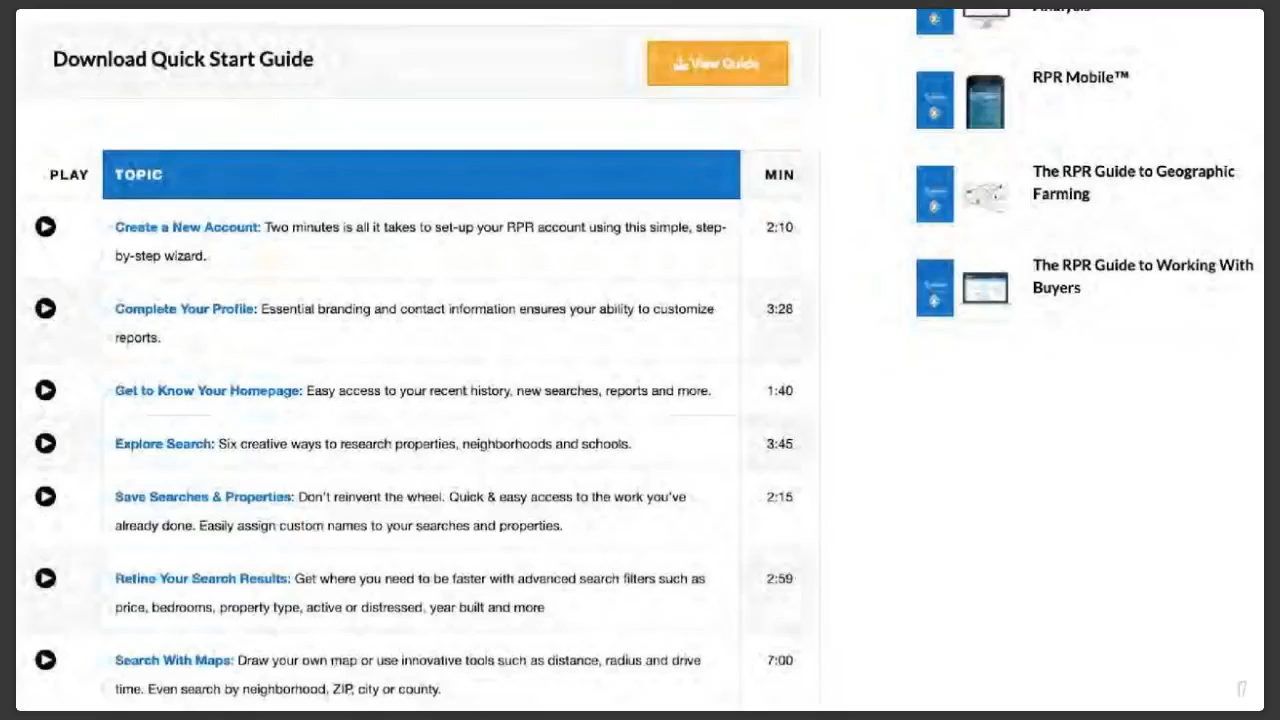 Download Quick Start Guide
View Guide
PLAY TOPIC MIN
Create a New Account: Two minutes is all it takes to set-up your RPR account using this simple, step- 2:10
by-step wizard.
Complete Your Profile: Essential branding and contact information ensures your ability to customize 3:28
reports.
Get to Know Your Homepage: Easy access to your recent history, new searches, reports and more. 1:40
Explore Search: Six creative ways to research properties, neighborhoods and schools. 3:45
Save Searches & Properties: Don't reinvent the wheel. Quick & easy access to the work you've 2:15
already done. Easily assign custom names to your searches and properties.
Refine Your Search Results: Get where you need to be faster with advanced search filters such as 2:59
price, bedrooms, property type, active or distressed, year built and more
Search With Maps: Draw your own map or use innovative tools such as distance, radius and drive 7:00
time. Even search by neighborhood, ZIP, city or county.
Analysis
RPR Mobile™
The RPR Guide to Geographic
Farming
The RPR Guide to Working With
Buyers
17